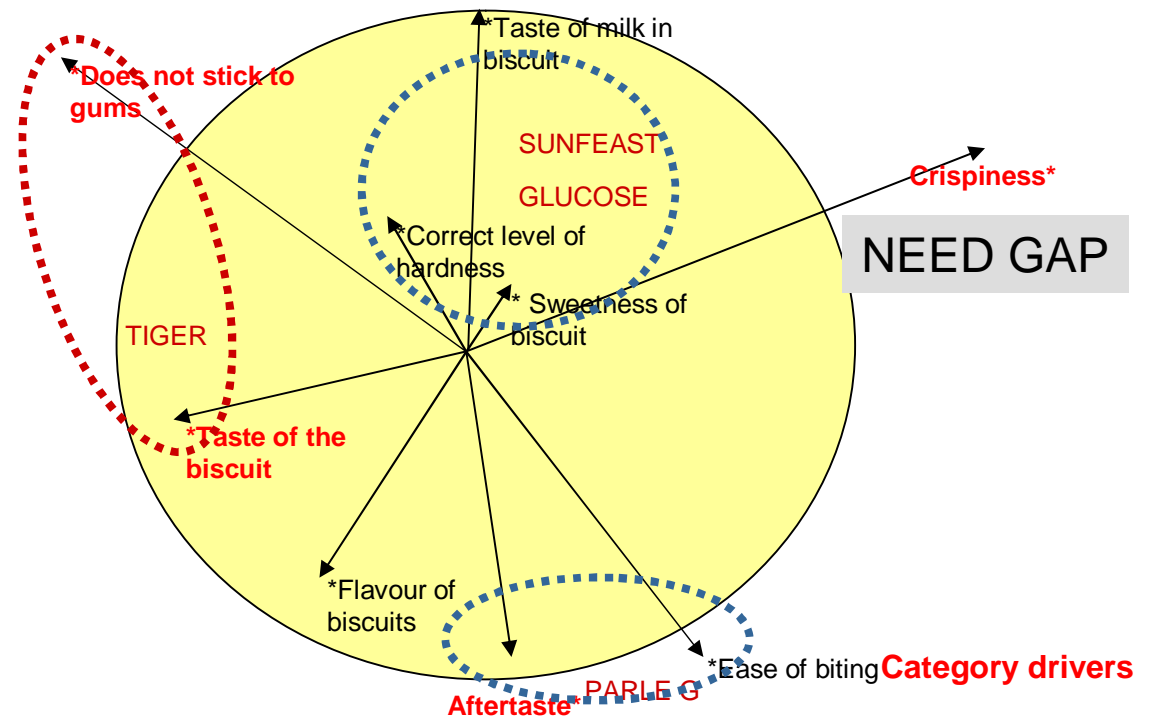 *Taste of milk in
biscuit
*Does not stick to
gums
SUNFEAST
GLUCOSE
Crispiness*
NEED GAP
*Correct level of
hardness
* Sweetness of
biscuit
TIGER
*Taste of the
biscuit
*Flavour of
biscuits
*Ease of biting
Category drivers
PARLE G
Aftertaste*